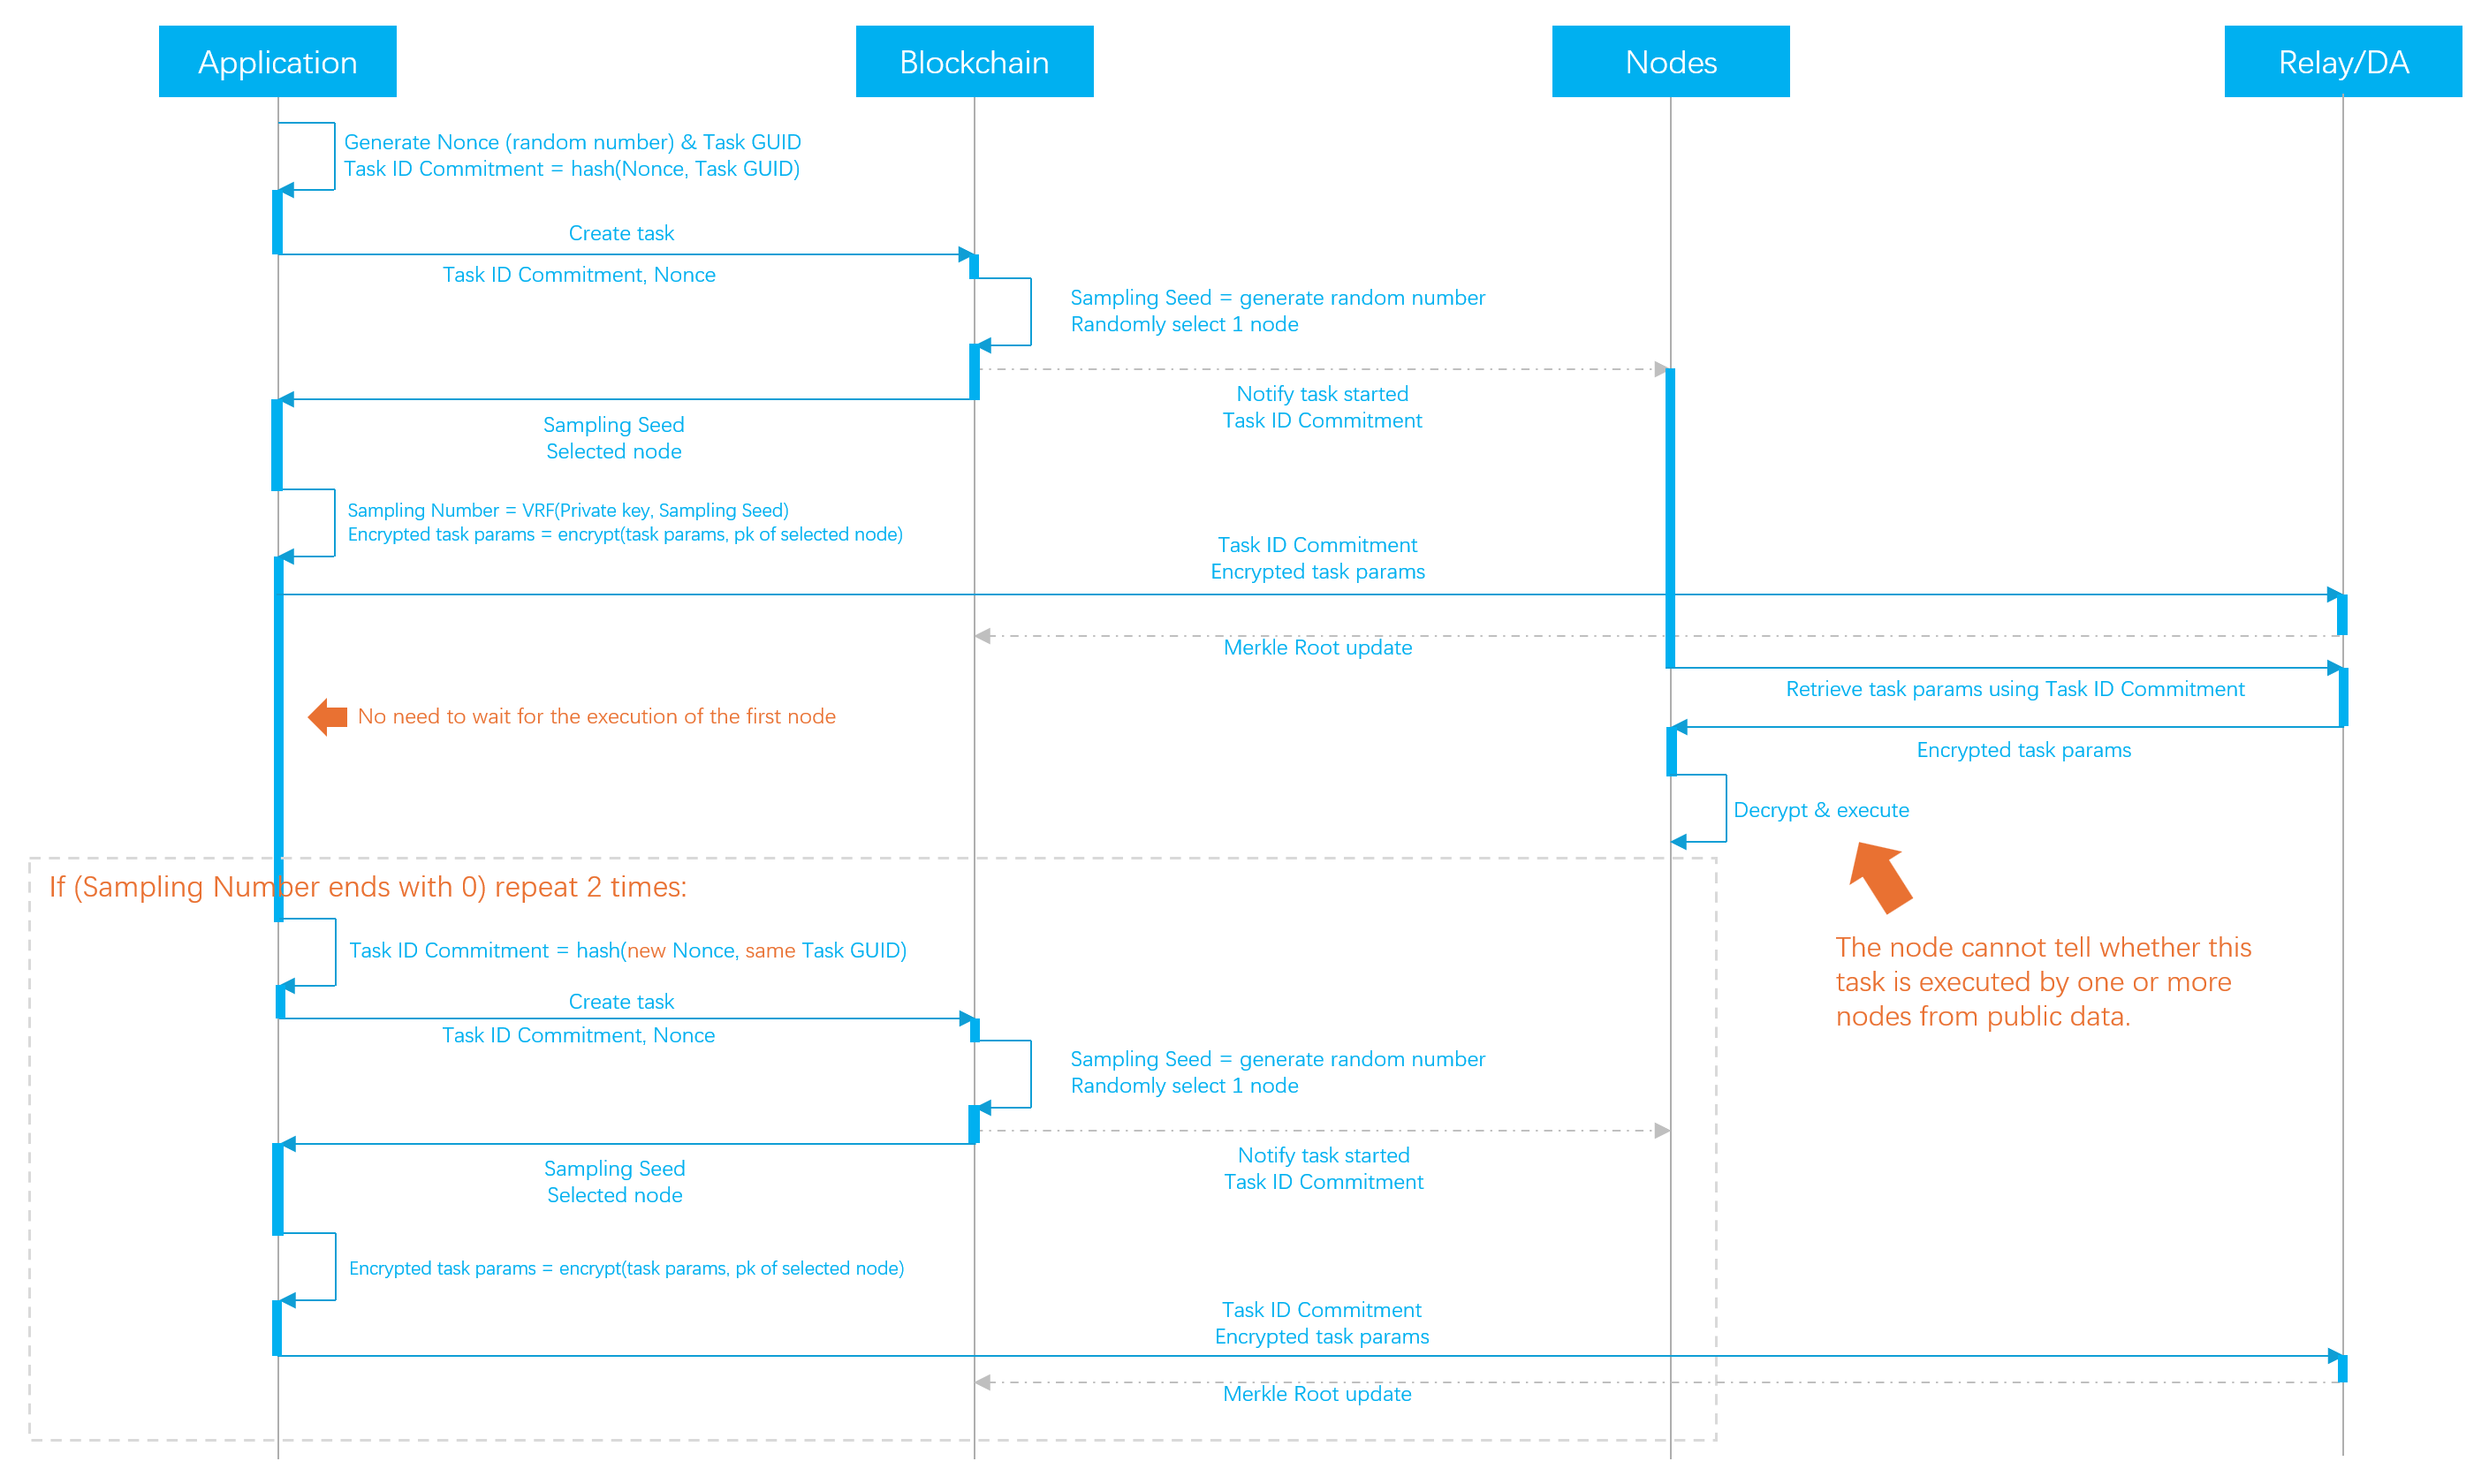 Application
Blockchain
Nodes
Relay/DA
Generate Nonce (random number) & Task GUID
Task ID Commitment = hash(Nonce, Task GUID)
Create task
Task ID Commitment, Nonce
Sampling Seed = generate random number
Randomly select 1 node
Notify task started
Task ID Commitment
Sampling Seed
Selected node
Sampling Number = VRF(Private key, Sampling Seed)
Encrypted task params = encrypt(task params, pk of selected node)
Task ID Commitment
Encrypted task params
Merkle Root update
Retrieve task params using Task ID Commitment
No need to wait for the execution of the first node
Encrypted task params
Decrypt & execute
If (Sampling Number ends with 0) repeat 2 times:
The node cannot tell whether this
task is executed by one or more
nodes from public data.
Task ID Commitment = hash(new Nonce, same Task GUID)
Create task
Task ID Commitment, Nonce
Sampling Seed = generate random number
Randomly select 1 node
Notify task started
Task ID Commitment
Sampling Seed
Selected node
Encrypted task params = encrypt(task params, pk of selected node)
Task ID Commitment
Encrypted task params
Merkle Root update